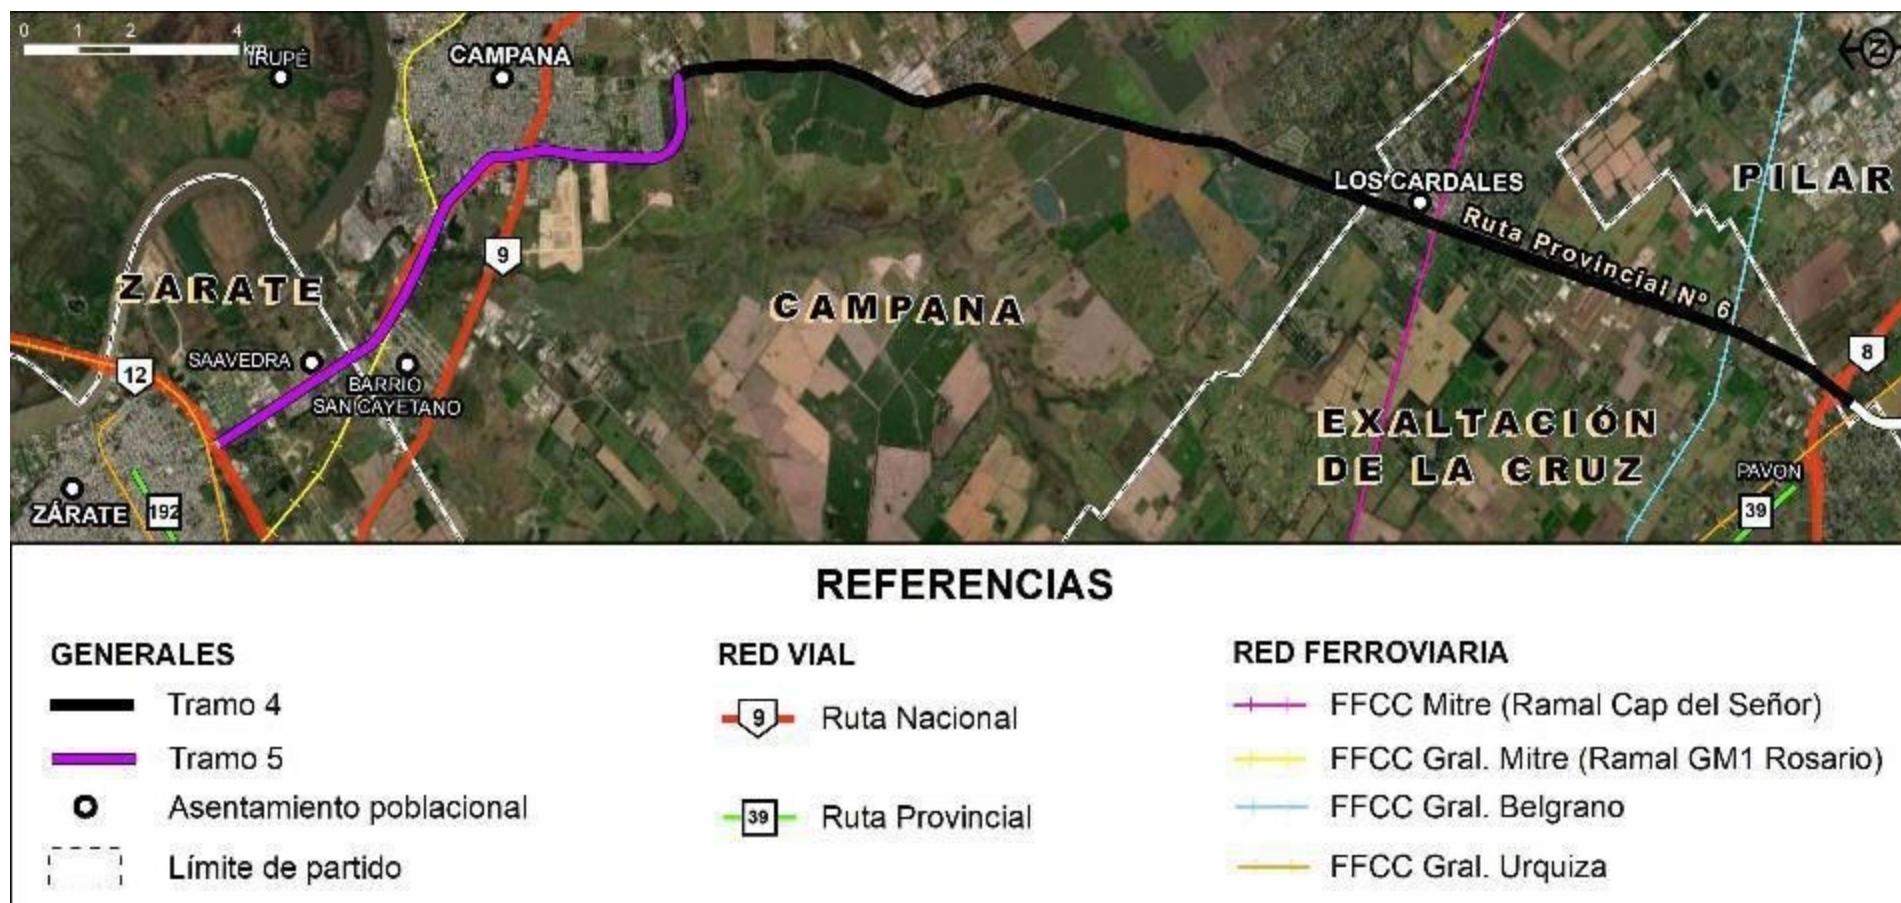 0 1 2 4
km
IRUPÉ
CAMPANA
Z
LOS CARDALES
PILAR
Ruta Provincial Nº 6
9
ZARATE
CAMPANA
SAAVEDRA
12
BARRIO
SAN CAYETANO
8
EXALTACIÓN
DE LA CRUZ
PAVON
39
ZÁRATE
192
REFERENCIAS
GENERALES
Tramo 4
Tramo 5
Asentamiento poblacional
Límite de partido
RED VIAL
9 Ruta Nacional
39 Ruta Provincial
RED FERROVIARIA
FFCC Mitre (Ramal Cap del Señor)
FFCC Gral. Mitre (Ramal GM1 Rosario)
FFCC Gral. Belgrano
FFCC Gral. Urquiza